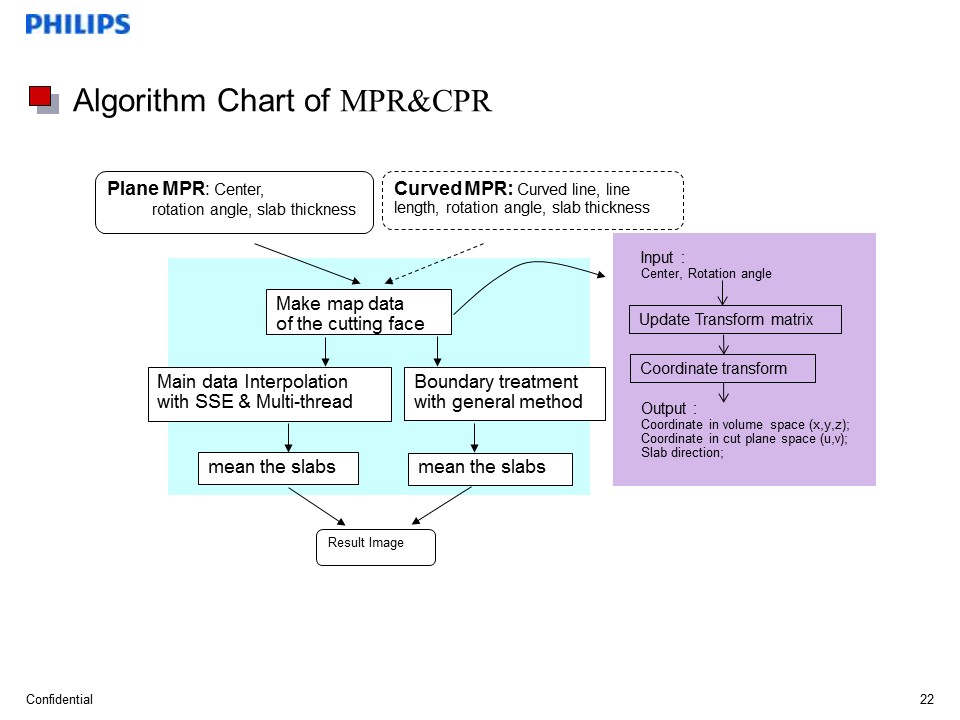 PHILIPS
Algorithm Chart of MPR&CPR
Plane MPR: Center,
rotation angle, slab thickness
Curved MPR: Curved line, line
length, rotation angle, slab thickness
Make map data
of the cutting face
Main data Interpolation
with SSE & Multi-thread
Boundary treatment
with general method
mean the slabs
mean the slabs
Result Image
Input :
Center, Rotation angle
Update Transform matrix
Coordinate transform
Output :
Coordinate in volume space (x,y,z);
Coordinate in cut plane space (u,v);
Slab direction;
Confidential
22